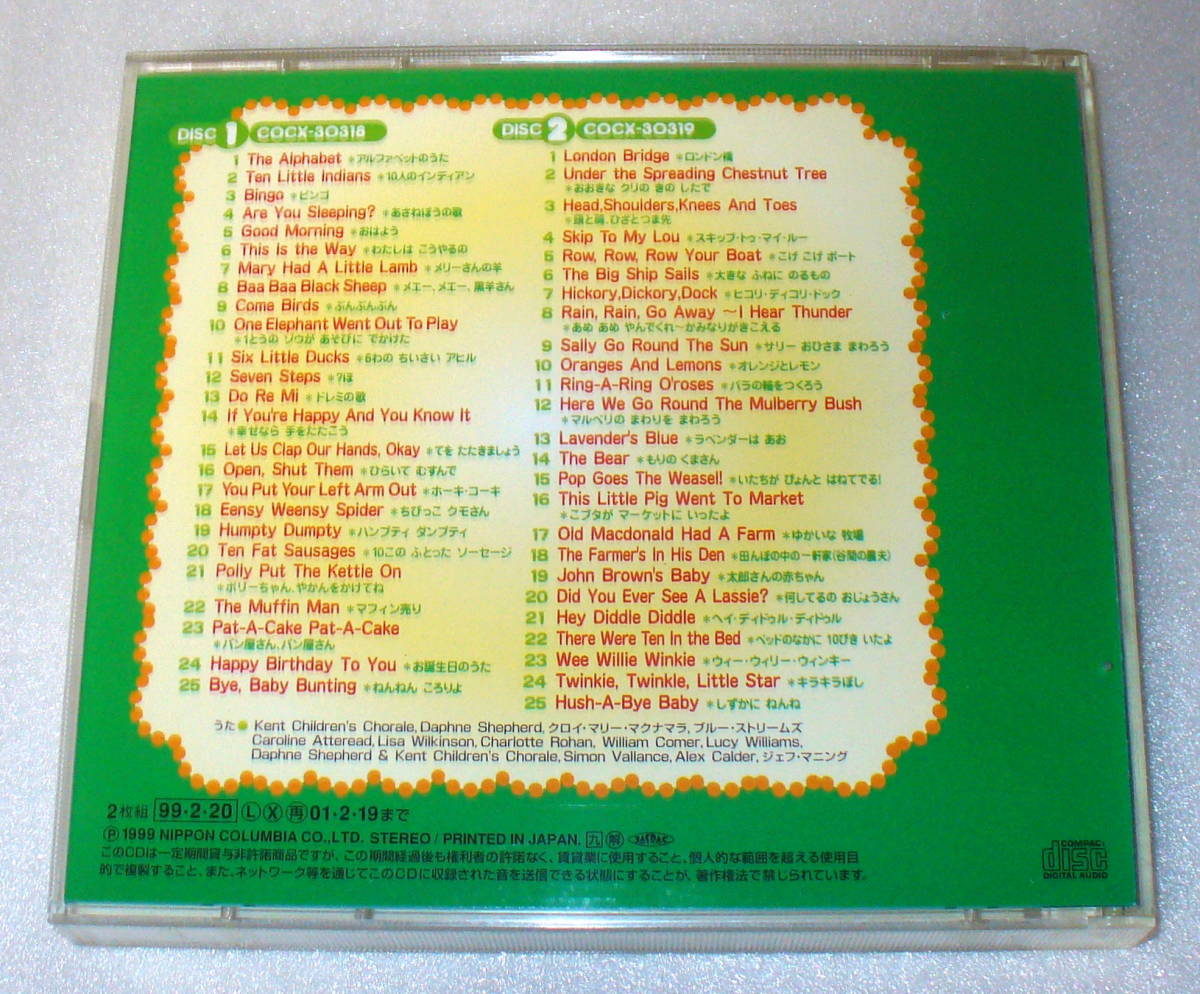 DISC 1 COCX-30318
1 The Alphabet *アルファベットのうた
2 Ten Little Indians *10人のインディアン
3 Bingo *ビンゴ
4 Are You Sleeping? *あさねぼうの歌
5 Good Morning *おはよう
6 This Is the Way *わたしは こうやるの
7 Mary Had A Little Lamb *メリーさんの羊
8 Baa Baa Black Sheep *メエー、メエー、黒羊さん
9 Come Birds *ぶんぶんぶん
10 One Elephant Went Out To Play
*1とうの ゾウが あそびに でかけた
11 Six Little Ducks *6わの ちいさい アヒル
12 Seven Steps *7ほ
13 Do Re Mi *ドレミの歌
14 If You're Happy And You Know It
*幸せなら 手をたたこう
15 Let Us Clap Our Hands, Okay *てを たたきましょう
16 Open, Shut Them *ひらいて むすんで
17 You Put Your Left Arm Out *ホーキ・コーキ
18 Eensy Weensy Spider *ちびっこ クモさん
19 Humpty Dumpty *ハンプティ ダンプティ
20 Ten Fat Sausages *10この ふとった ソーセージ
21 Polly Put The Kettle On
*ポリーちゃん、やかんをかけてね
22 The Muffin Man *マフィン売り
23 Pat-A-Cake Pat-A-Cake
*パン屋さん、パン屋さん
24 Happy Birthday To You *お誕生日のうた
25 Bye, Baby Bunting *ねんねん ころりよ
DISC 2 COCX-30319
1 London Bridge *ロンドン橋
2 Under the Spreading Chestnut Tree
*おおきな クリの きの したで
3 Head,Shoulders,Knees And Toes
*頭と肩、ひざとつま先
4 Skip To My Lou *スキップ・トゥ・マイ・ルー
5 Row, Row, Row Your Boat *こげ こげ ボート
6 The Big Ship Sails *大きな ふねに のるもの
7 Hickory,Dickory,Dock *ヒコリ・ディコリ・ドック
8 Rain, Rain, Go Away ～I Hear Thunder
*あめ あめ やんでくれ～かみなりがきこえる
9 Sally Go Round The Sun *サリー おひさま まわろう
10 Oranges And Lemons *オレンジとレモン
11 Ring-A-Ring O'roses *バラの輪をつくろう
12 Here We Go Round The Mulberry Bush
*マルベリの まわりを まわろう
13 Lavender's Blue *ラベンダーは あお
14 The Bear *もりの くまさん
15 Pop Goes The Weasel! *いたちが ぴょんと はねてでる!
16 This Little Pig Went To Market
*こブタが マーケットに いったよ
17 Old Macdonald Had A Farm *ゆかいな 牧場
18 The Farmer's In His Den *田んぼの中の一軒家(谷間の農夫)
19 John Brown's Baby *太郎さんの赤ちゃん
20 Did You Ever See A Lassie? *何してるの おじょうさん
21 Hey Diddle Diddle *ヘイ・ディドゥル・ディドゥル
22 There Were Ten In the Bed *ベッドのなかに 10ぴき いたよ
23 Wee Willie Winkie *ウィー・ウィリー・ウィンキー
24 Twinkie, Twinkle, Little Star *キラキラぼし
25 Hush-A-Bye Baby *しずかに ねんね
うた● Kent Children's Chorale, Daphne Shepherd, クロイ・マリー・マクナマラ, ブルー・ストリームズ
Caroline Atteread, Lisa Wilkinson, Charlotte Rohan, William Comer, Lucy Williams,
Daphne Shepherd & Kent Children's Chorale, Simon Vallance, Alex Calder, ジェフ・マニング
2枚組 99・2・20 Ⓛ Ⓧ ㊢再 01・2・19まで
Ⓟ 1999 NIPPON COLUMBIA CO., LTD. STEREO / PRINTED IN JAPAN. 九 解
このCDは一定期間貸与非許諾商品ですが、この期間経過後も権利者の許諾なく、賃貸業に使用すること、個人的な範囲を超える使用目
的で複製すること、また、ネットワーク等を通じてこのCDに収録された音を送信できる状態にすることが、著作権法で禁じられています。
COMPACT
disc
DIGITAL AUDIO